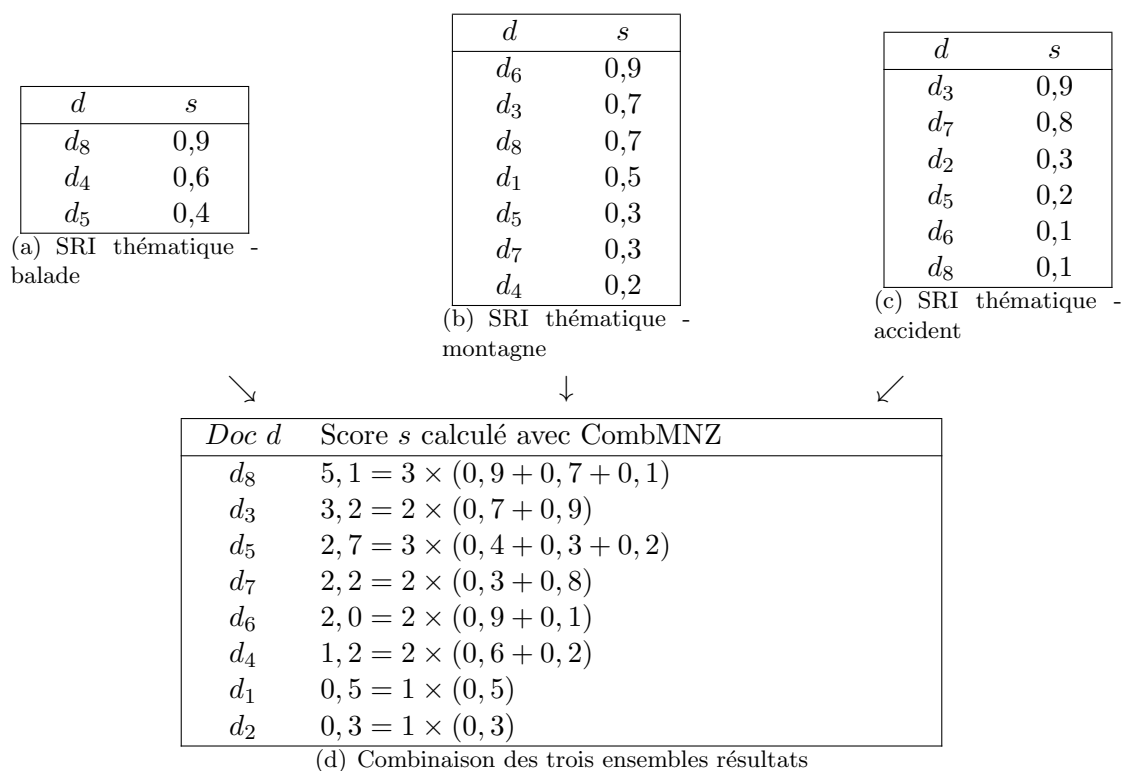 d s
d8 0,9
d4 0,6
d5 0,4
(a) SRI thématique -
balade
d s
d6 0,9
d3 0,7
d8 0,7
d1 0,5
d5 0,3
d7 0,3
d4 0,2
(b) SRI thématique -
montagne
d s
d3 0,9
d7 0,8
d2 0,3
d5 0,2
d6 0,1
d8 0,1
(c) SRI thématique -
accident
↘ ↓ ↙
Doc d Score s calculé avec CombMNZ
d8 5,1 = 3 × (0,9 + 0,7 + 0,1)
d3 3,2 = 2 × (0,7 + 0,9)
d5 2,7 = 3 × (0,4 + 0,3 + 0,2)
d7 2,2 = 2 × (0,3 + 0,8)
d6 2,0 = 2 × (0,9 + 0,1)
d4 1,2 = 2 × (0,6 + 0,2)
d1 0,5 = 1 × (0,5)
d2 0,3 = 1 × (0,3)
(d) Combinaison des trois ensembles résultats